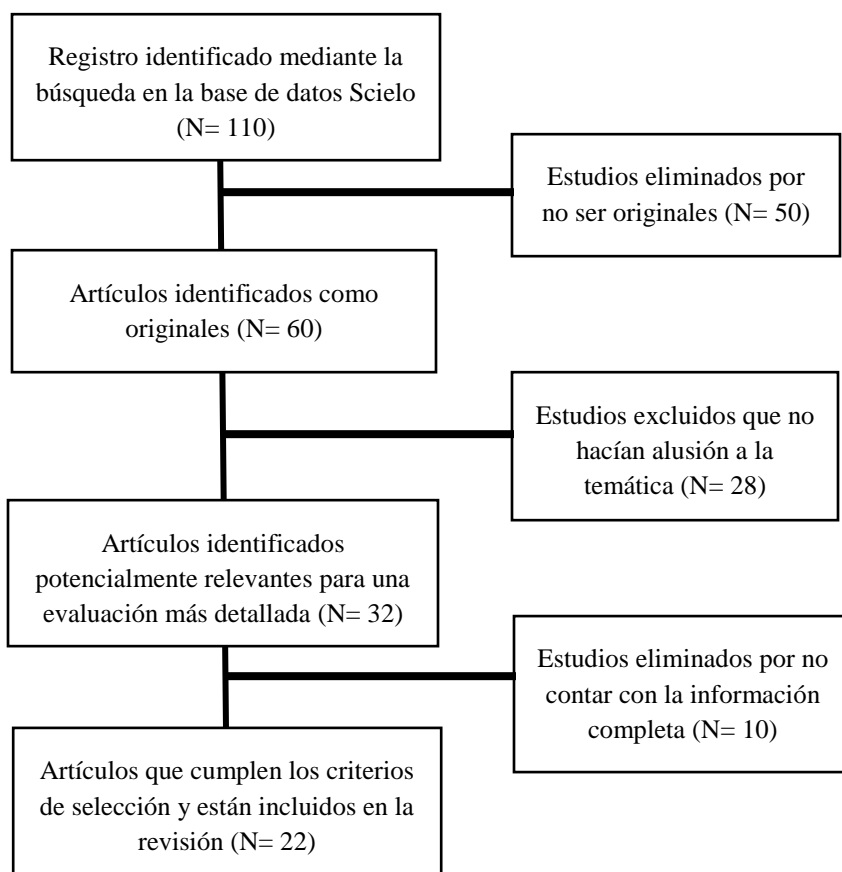 Registro identificado mediante la
búsqueda en la base de datos Scielo
(N= 110)
Estudios eliminados por
no ser originales (N= 50)
Artículos identificados como
originales (N= 60)
Estudios excluidos que no
hacían alusión a la
temática (N= 28)
Artículos identificados
potencialmente relevantes para una
evaluación más detallada (N= 32)
Estudios eliminados por no
contar con la información
completa (N= 10)
Artículos que cumplen los criterios
de selección y están incluidos en la
revisión (N= 22)